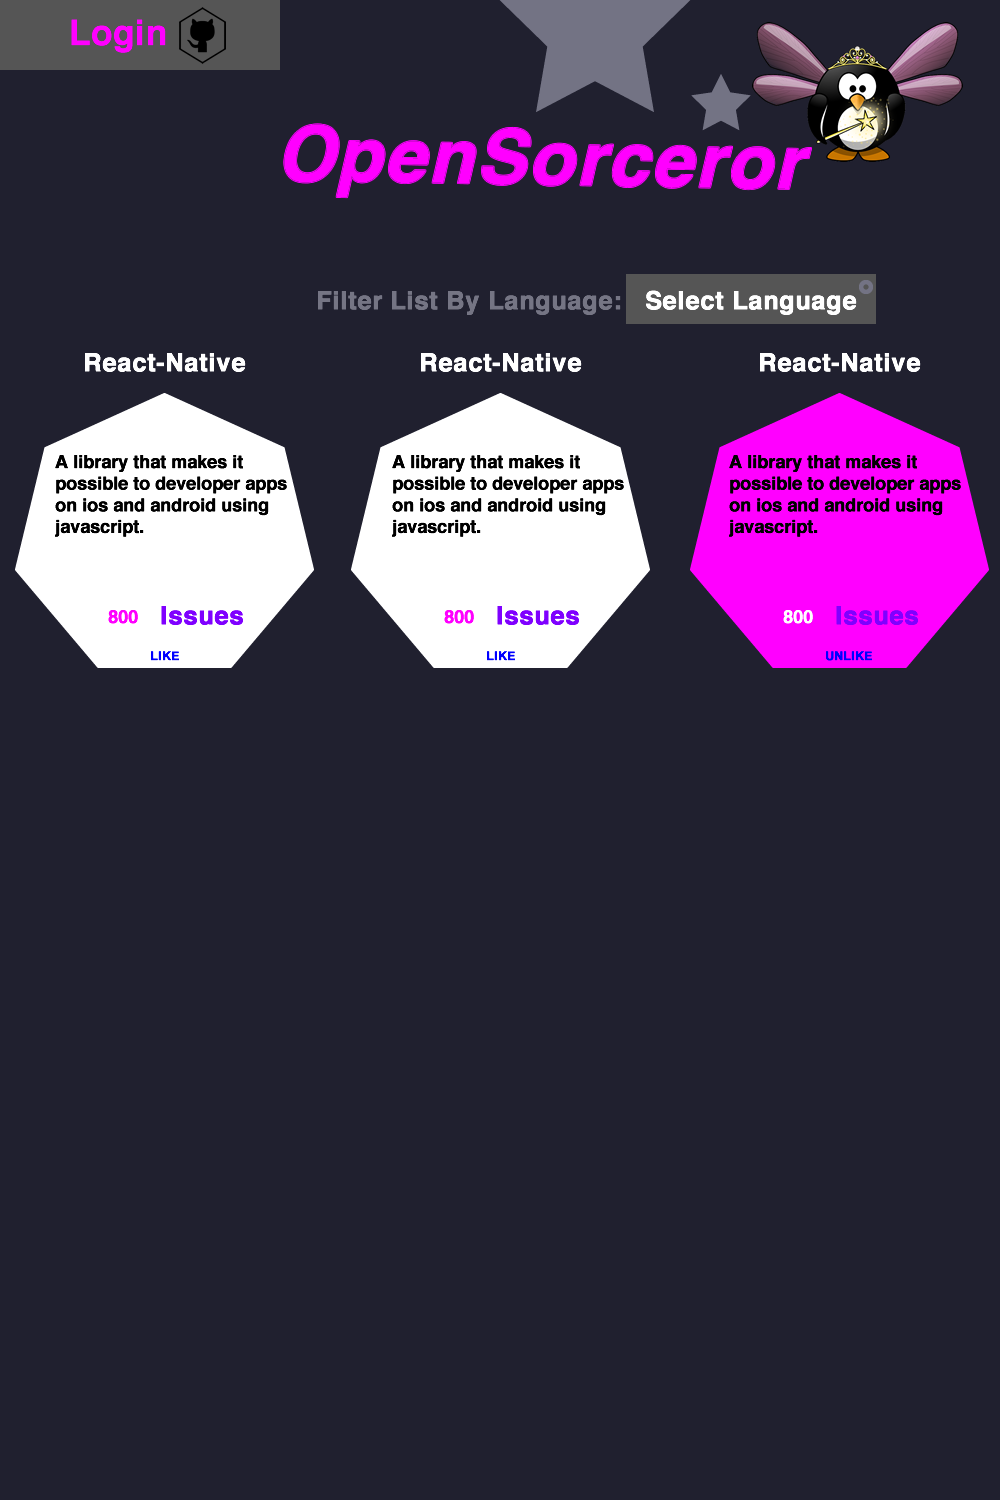 Login
OpenSorceror
Filter List By Language: Select Language
React-Native
A library that makes it
possible to developer apps
on ios and android using
javascript.
800 Issues
LIKE
React-Native
A library that makes it
possible to developer apps
on ios and android using
javascript.
800 Issues
LIKE
React-Native
A library that makes it
possible to developer apps
on ios and android using
javascript.
800 Issues
UNLIKE